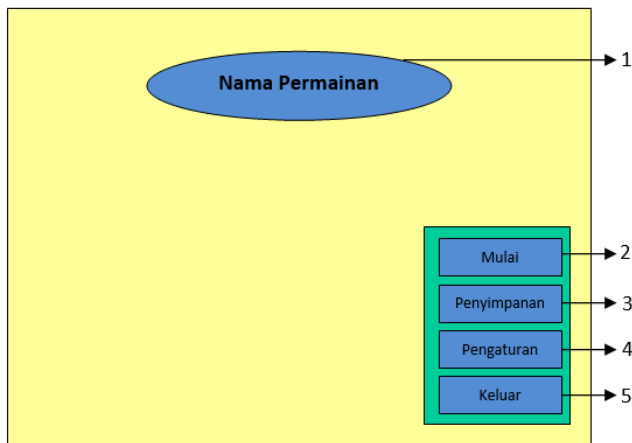 Nama Permainan
1
Mulai
2
Penyimpanan
3
Pengaturan
4
Keluar
5